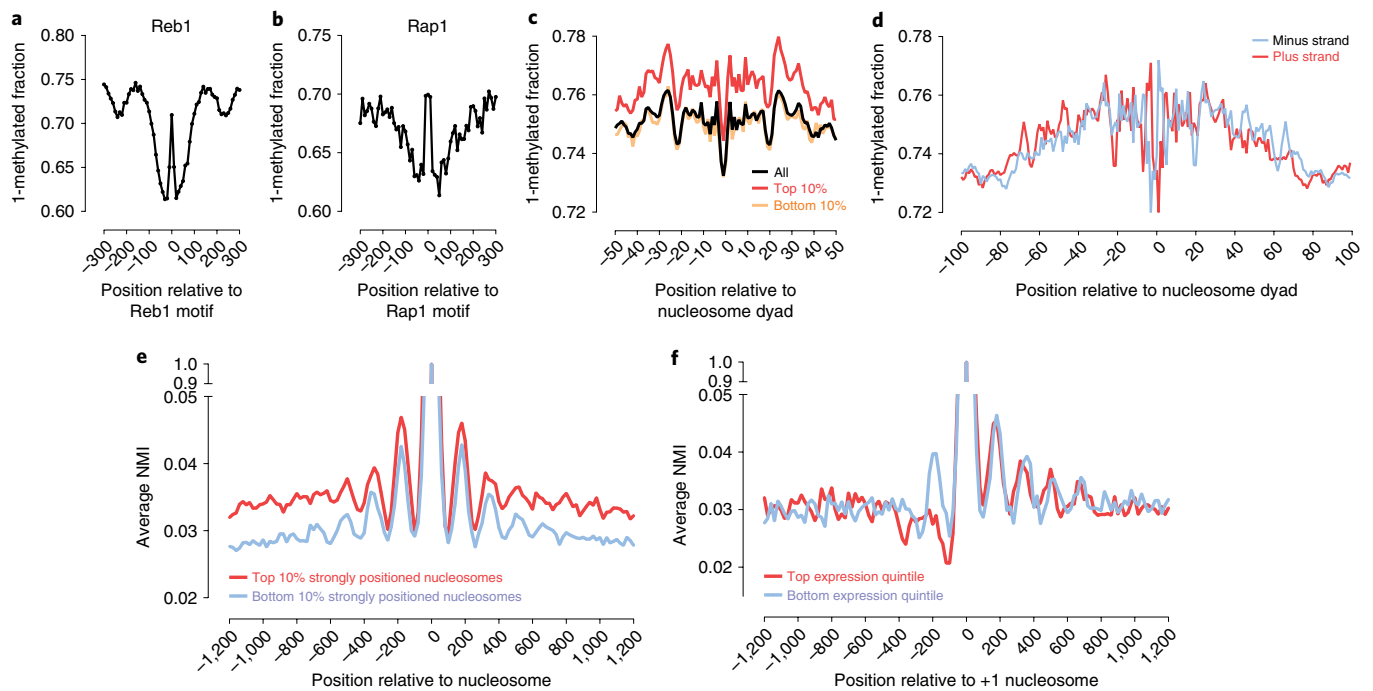 a
Reb1
0.80
0.75
0.70
0.65
0.60
1-methylated fraction
−300
−200
−100
0
100
200
300
Position relative to
Reb1 motif
b
Rap1
0.75
0.70
0.65
0.60
1-methylated fraction
−300
−200
−100
0
100
200
300
Position relative to
Rap1 motif
c
0.78
0.76
0.74
0.72
1-methylated fraction
All
Top 10%
Bottom 10%
−50
−40
−30
−20
−10
0
10
20
30
40
50
Position relative to
nucleosome dyad
d
0.78
0.76
0.74
0.72
1-methylated fraction
Minus strand
Plus strand
−100
−80
−60
−40
−20
0
20
40
60
80
100
Position relative to nucleosome dyad
e
1.0
0.9
0.05
0.04
0.03
0.02
Average NMI
Top 10% strongly positioned nucleosomes
Bottom 10% strongly positioned nucleosomes
−1,200
−1,000
−800
−600
−400
−200
0
200
400
600
800
1,000
1,200
Position relative to nucleosome
f
1.0
0.9
0.05
0.04
0.03
0.02
Average NMI
Top expression quintile
Bottom expression quintile
−1,200
−1,000
−800
−600
−400
−200
0
200
400
600
800
1,000
1,200
Position relative to +1 nucleosome